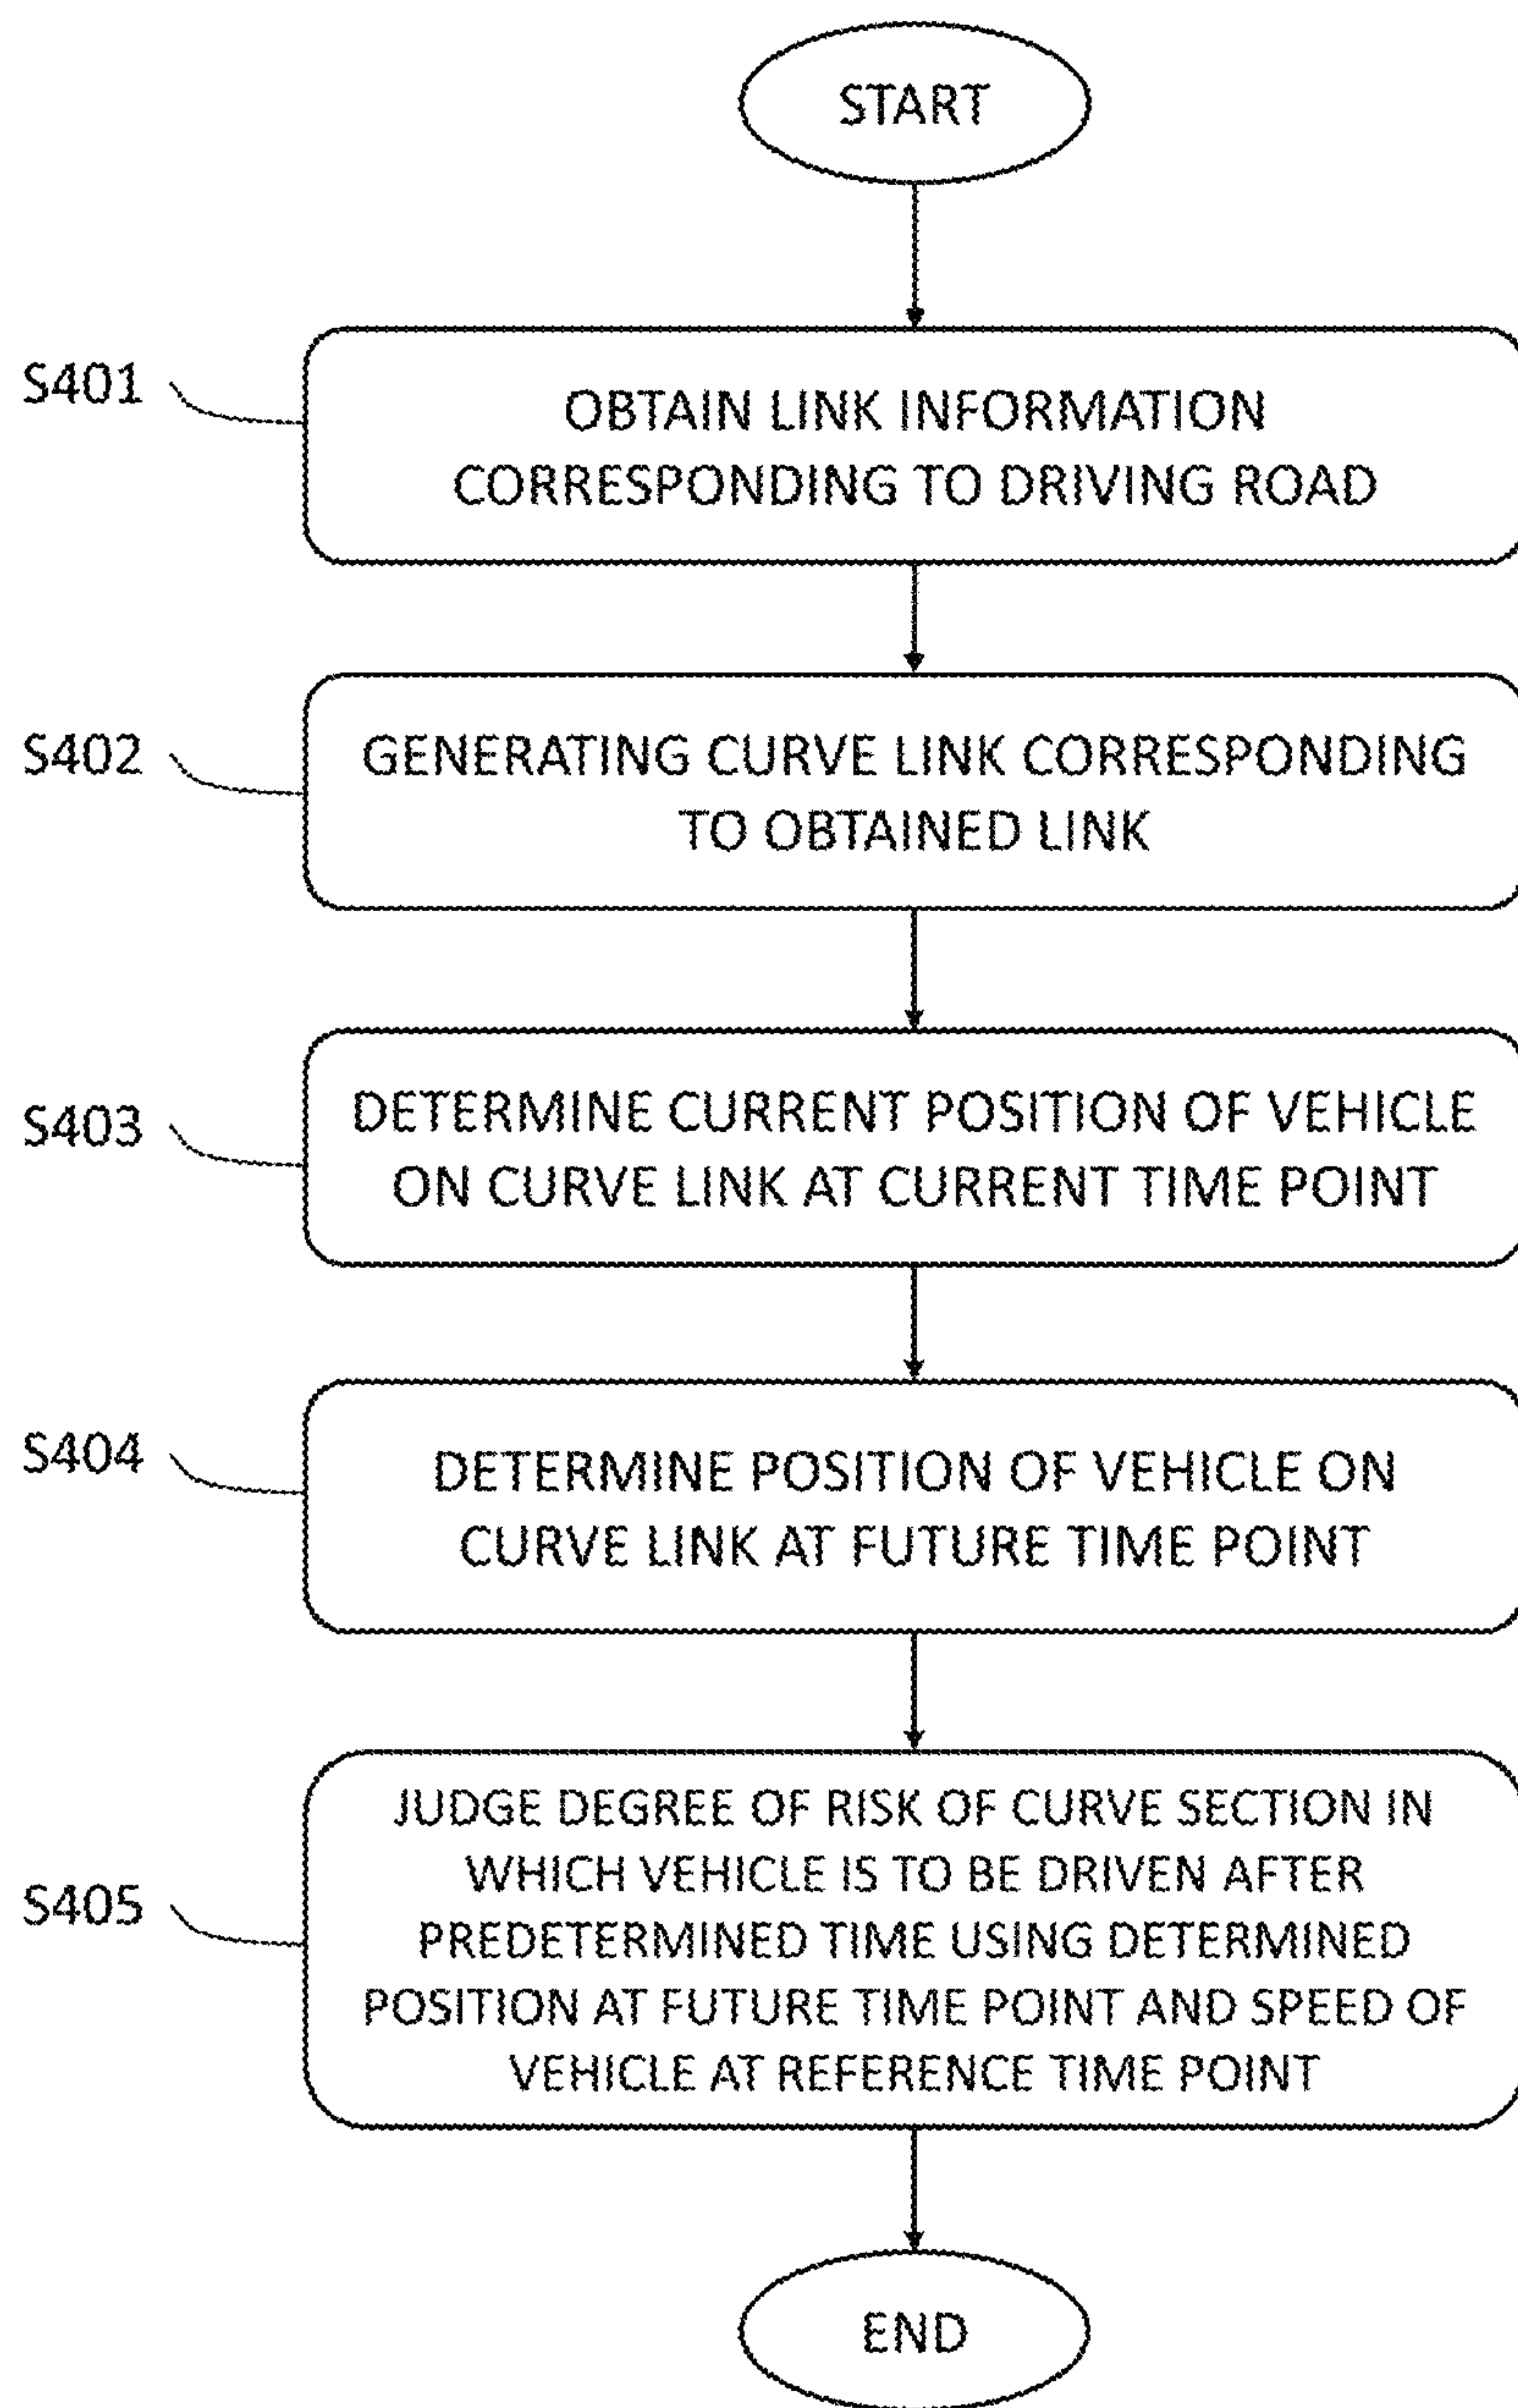 START
S401
OBTAIN LINK INFORMATION
CORRESPONDING TO DRIVING ROAD
S402
GENERATING CURVE LINK CORRESPONDING
TO OBTAINED LINK
S403
DETERMINE CURRENT POSITION OF VEHICLE
ON CURVE LINK AT CURRENT TIME POINT
S404
DETERMINE POSITION OF VEHICLE ON
CURVE LINK AT FUTURE TIME POINT
S405
JUDGE DEGREE OF RISK OF CURVE SECTION IN
WHICH VEHICLE IS TO BE DRIVEN AFTER
PREDETERMINED TIME USING DETERMINED
POSITION AT FUTURE TIME POINT AND SPEED OF
VEHICLE AT REFERENCE TIME POINT
END